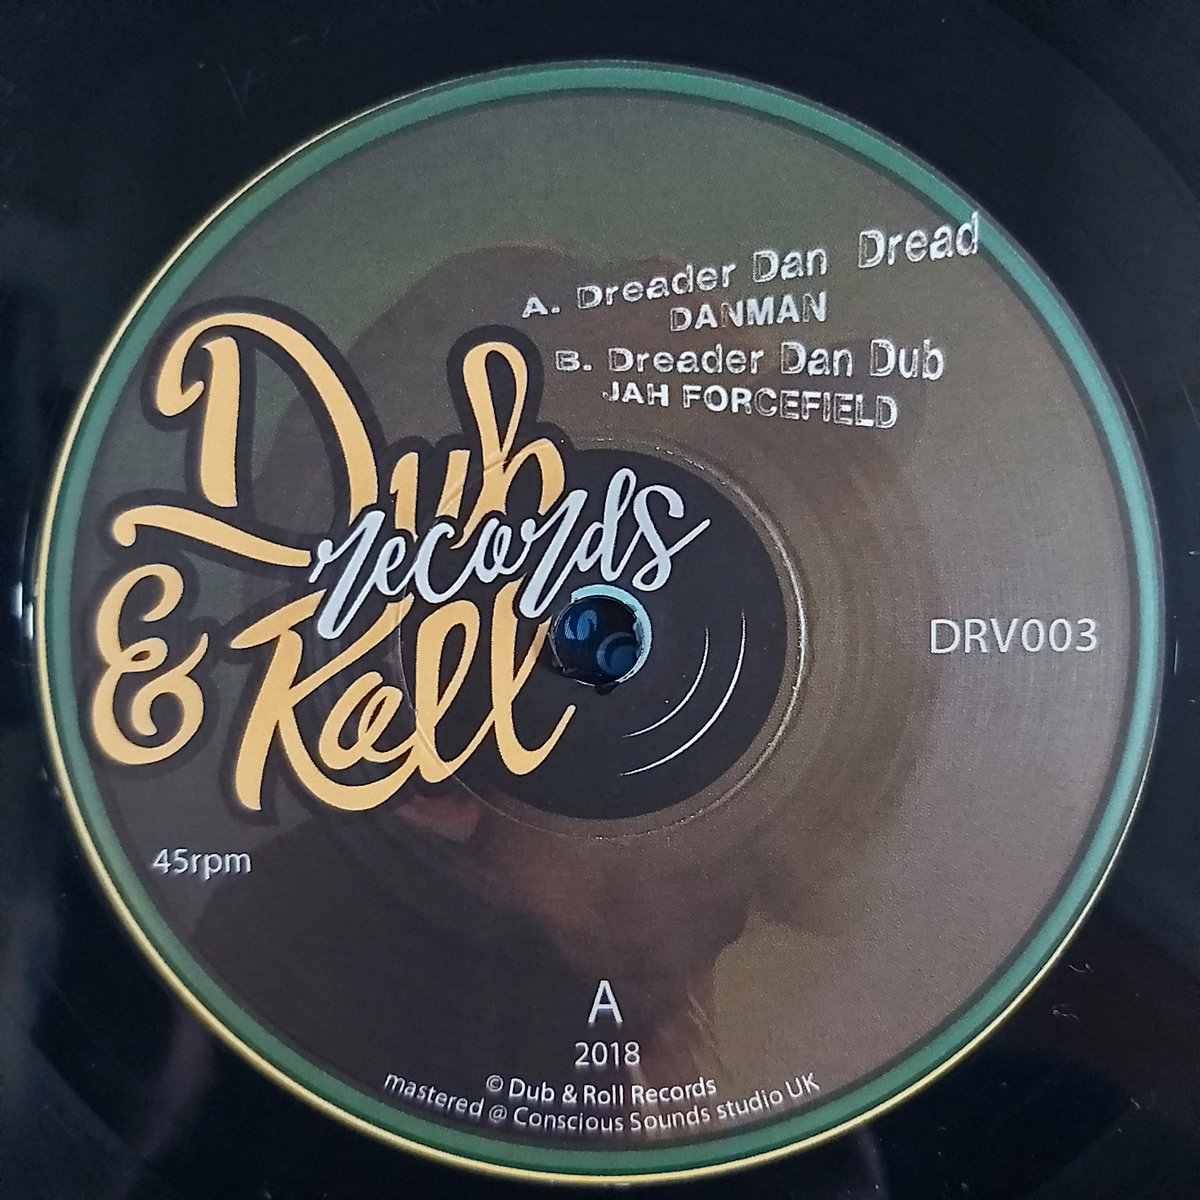 A. Dreader Dan Dread
DANMAN
B. Dreader Dan Dub
JAH FORCEFIELD
Dub
records
& Roll
DRV003
45rpm
A
2018
© Dub & Roll Records
mastered @ Conscious Sounds studio UK